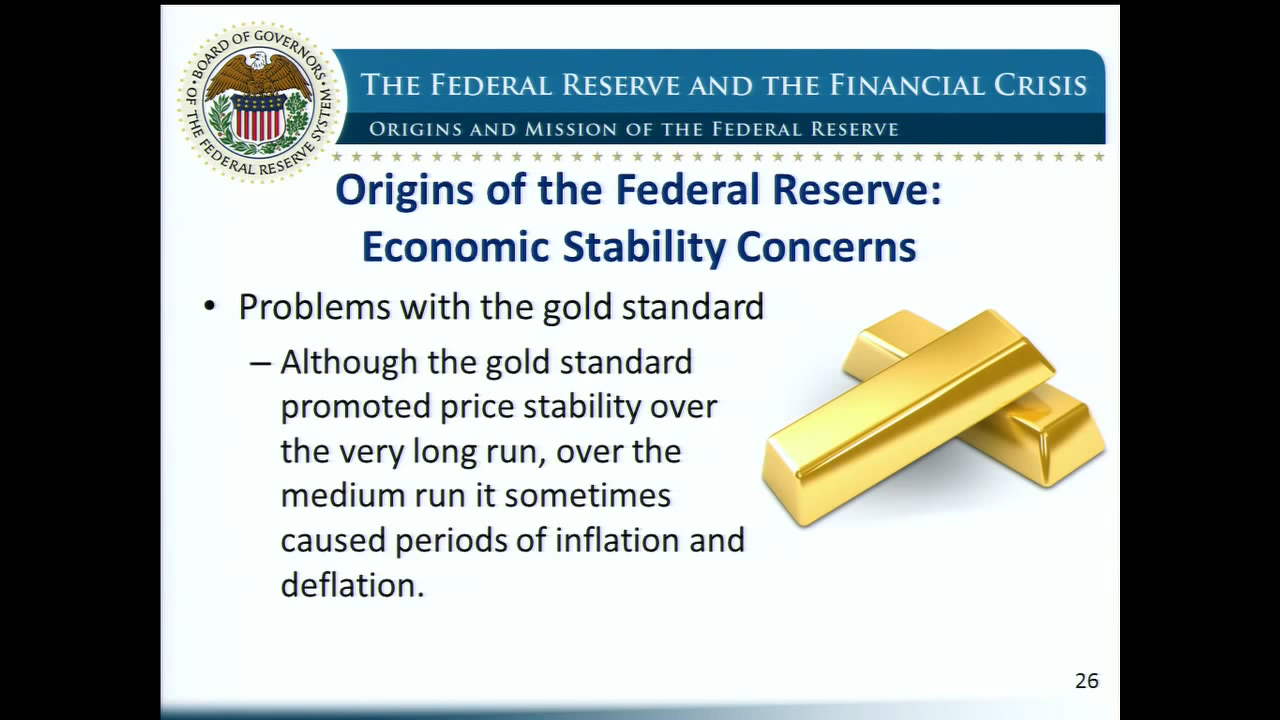 BOARD OF GOVERNORS
OF THE FEDERAL RESERVE SYSTEM
THE FEDERAL RESERVE AND THE FINANCIAL CRISIS
ORIGINS AND MISSION OF THE FEDERAL RESERVE
Origins of the Federal Reserve:
Economic Stability Concerns
• Problems with the gold standard
– Although the gold standard
promoted price stability over
the very long run, over the
medium run it sometimes
caused periods of inflation and
deflation.
26